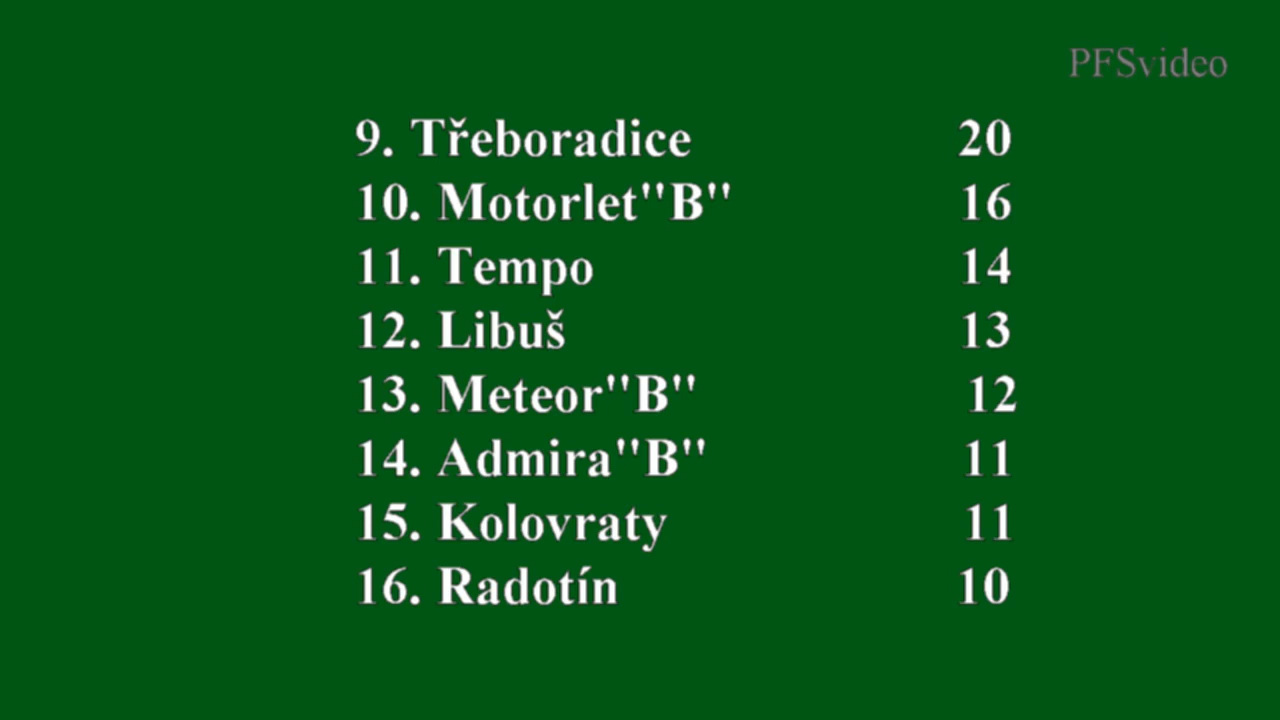 PFSvideo
9. Třeboradice 20
10. Motorlet"B" 16
11. Tempo 14
12. Libuš 13
13. Meteor"B" 12
14. Admira"B" 11
15. Kolovraty 11
16. Radotín 10